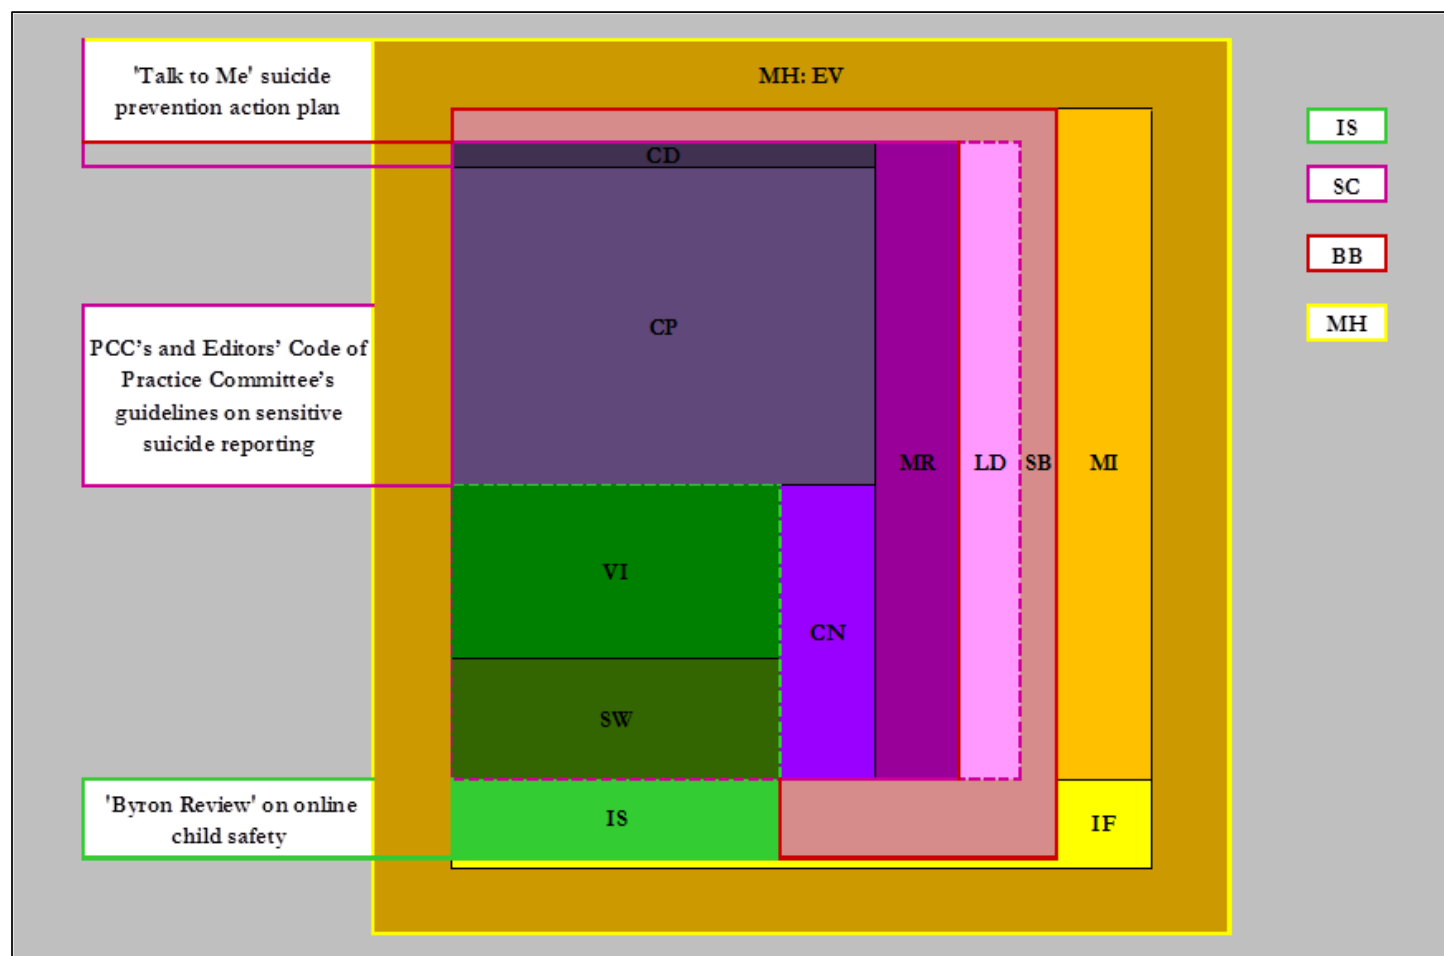 'Talk to Me' suicide
prevention action plan
MH: EV
IS
SC
BB
MH
CD
CP
PCC’s and Editors’ Code of
Practice Committee’s
guidelines on sensitive
suicide reporting
MR
LD
SB
MI
VI
CN
SW
'Byron Review' on online
child safety
IS
IF